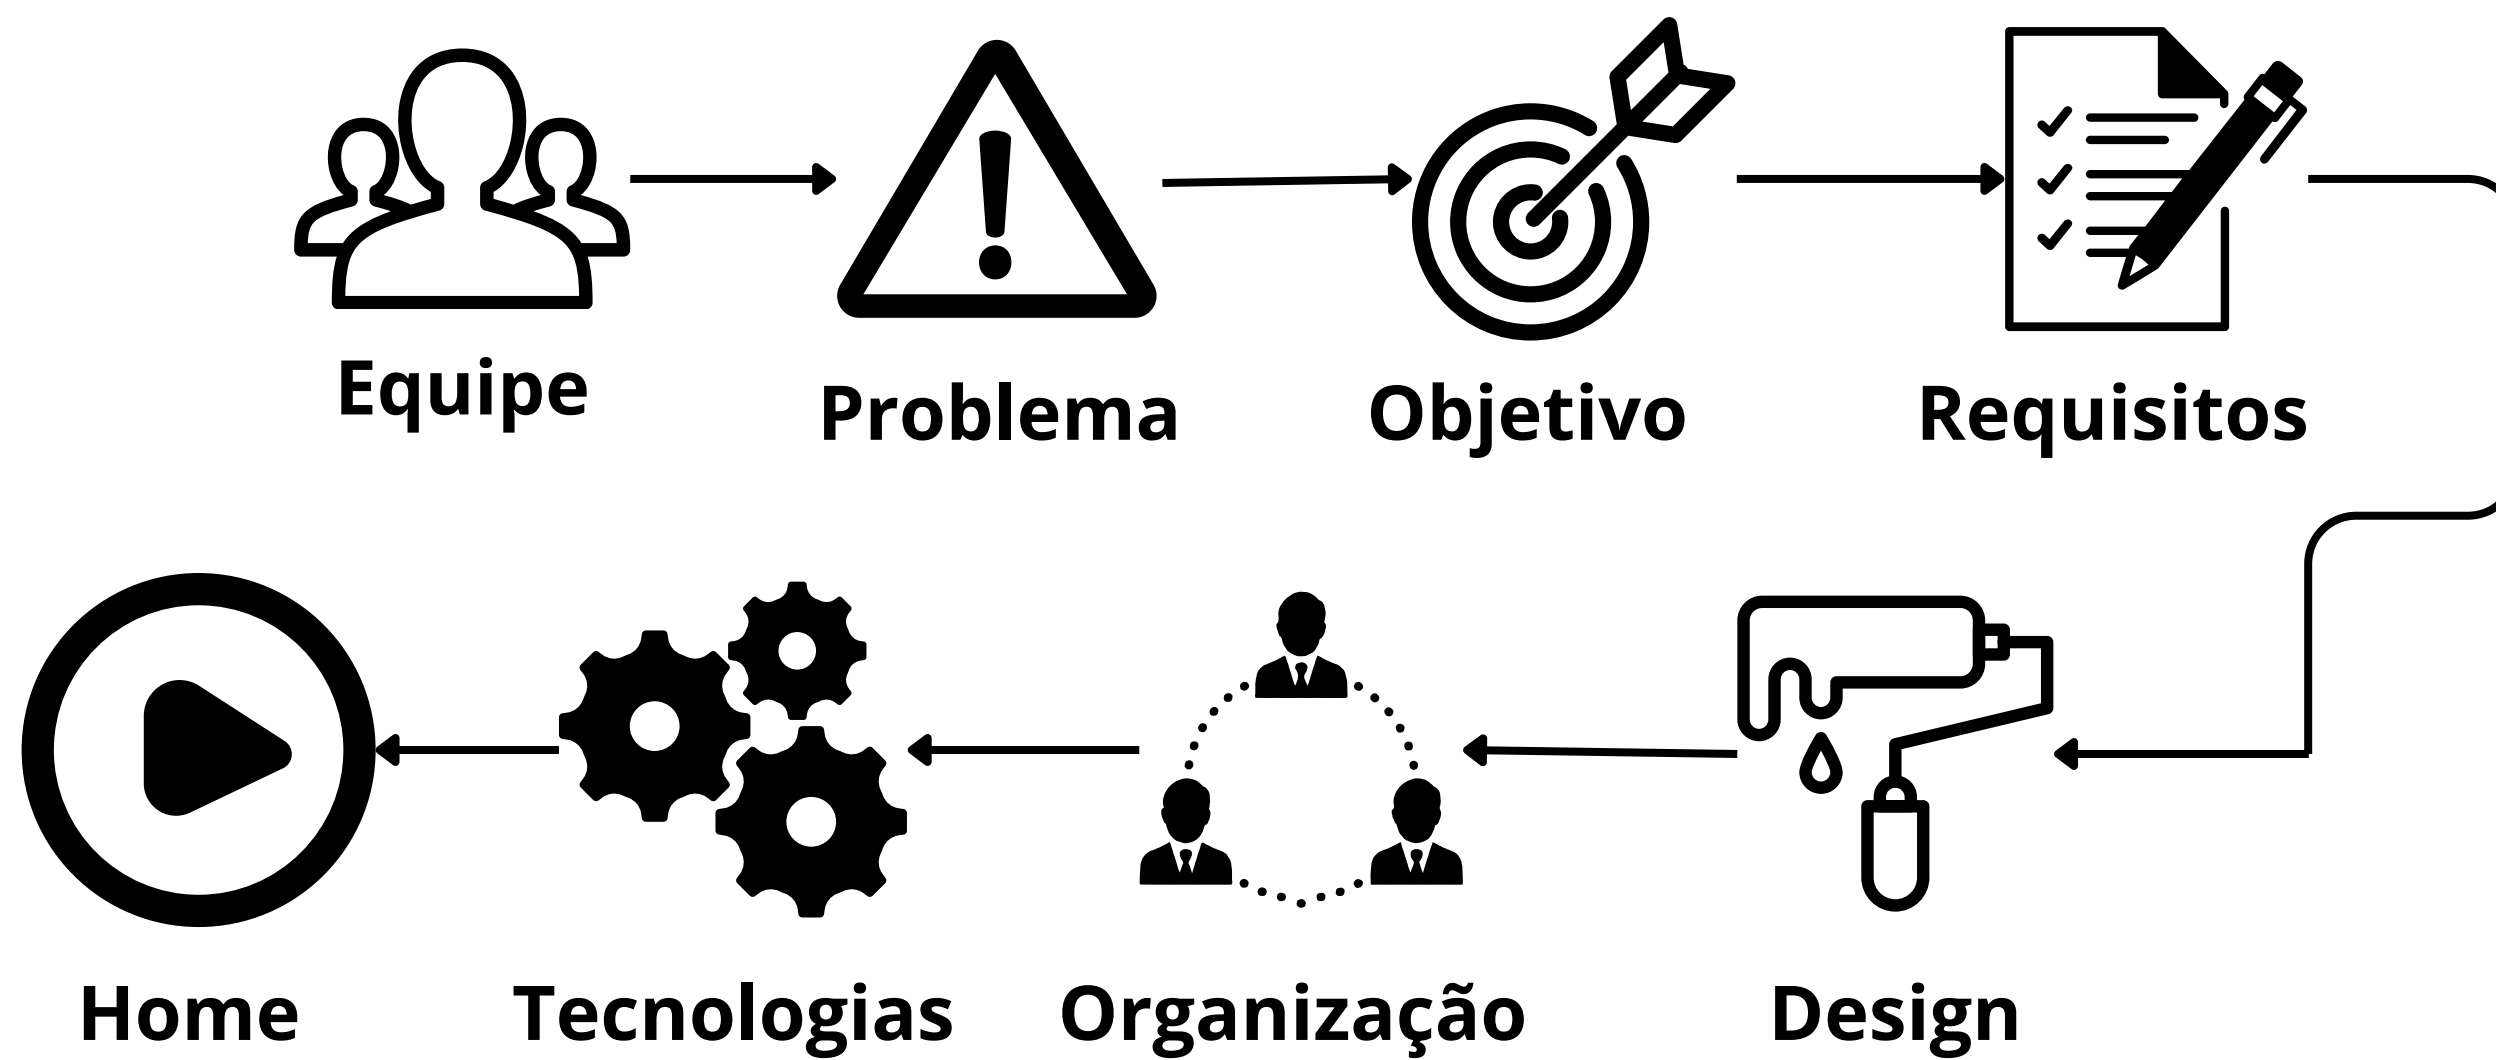 Equipe
Problema
Objetivo
Requisitos
Home
Tecnologias
Organização
Design